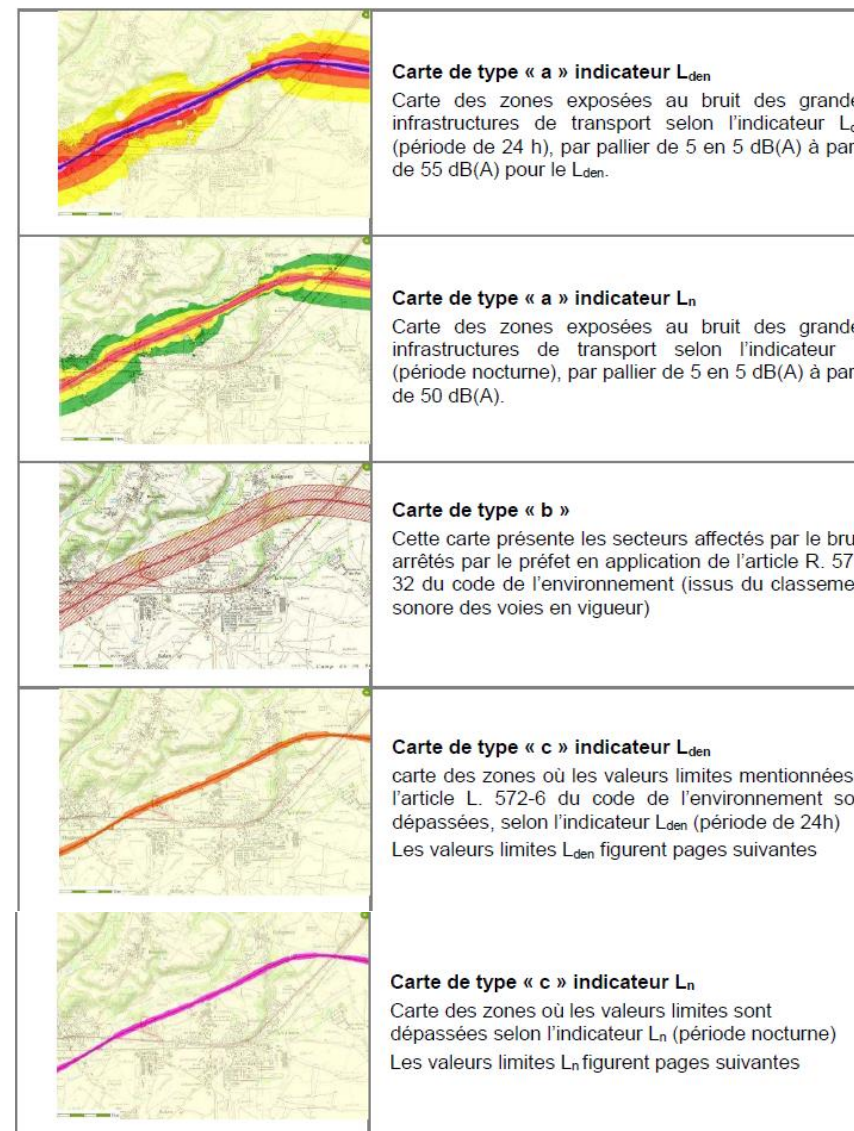 Carte de type « a » indicateur Lden
Carte des zones exposées au bruit des grande
infrastructures de transport selon l'indicateur L
(période de 24 h), par pallier de 5 en 5 dB(A) à par
de 55 dB(A) pour le Lden.
Carte de type « a » indicateur Ln
Carte des zones exposées au bruit des grande
infrastructures de transport selon l'indicateur
(période nocturne), par pallier de 5 en 5 dB(A) à par
de 50 dB(A).
Carte de type « b »
Cette carte présente les secteurs affectés par le bru
arrêtés par le préfet en application de l'article R. 57
32 du code de l'environnement (issus du classeme
sonore des voies en vigueur)
Carte de type « c » indicateur Lden
carte des zones où les valeurs limites mentionnées
l'article L. 572-6 du code de l'environnement so
dépassées, selon l'indicateur Lden (période de 24h)
Les valeurs limites Lden figurent pages suivantes
Carte de type « c » indicateur Ln
Carte des zones où les valeurs limites sont
dépassées selon l'indicateur Ln (période nocturne)
Les valeurs limites Ln figurent pages suivantes